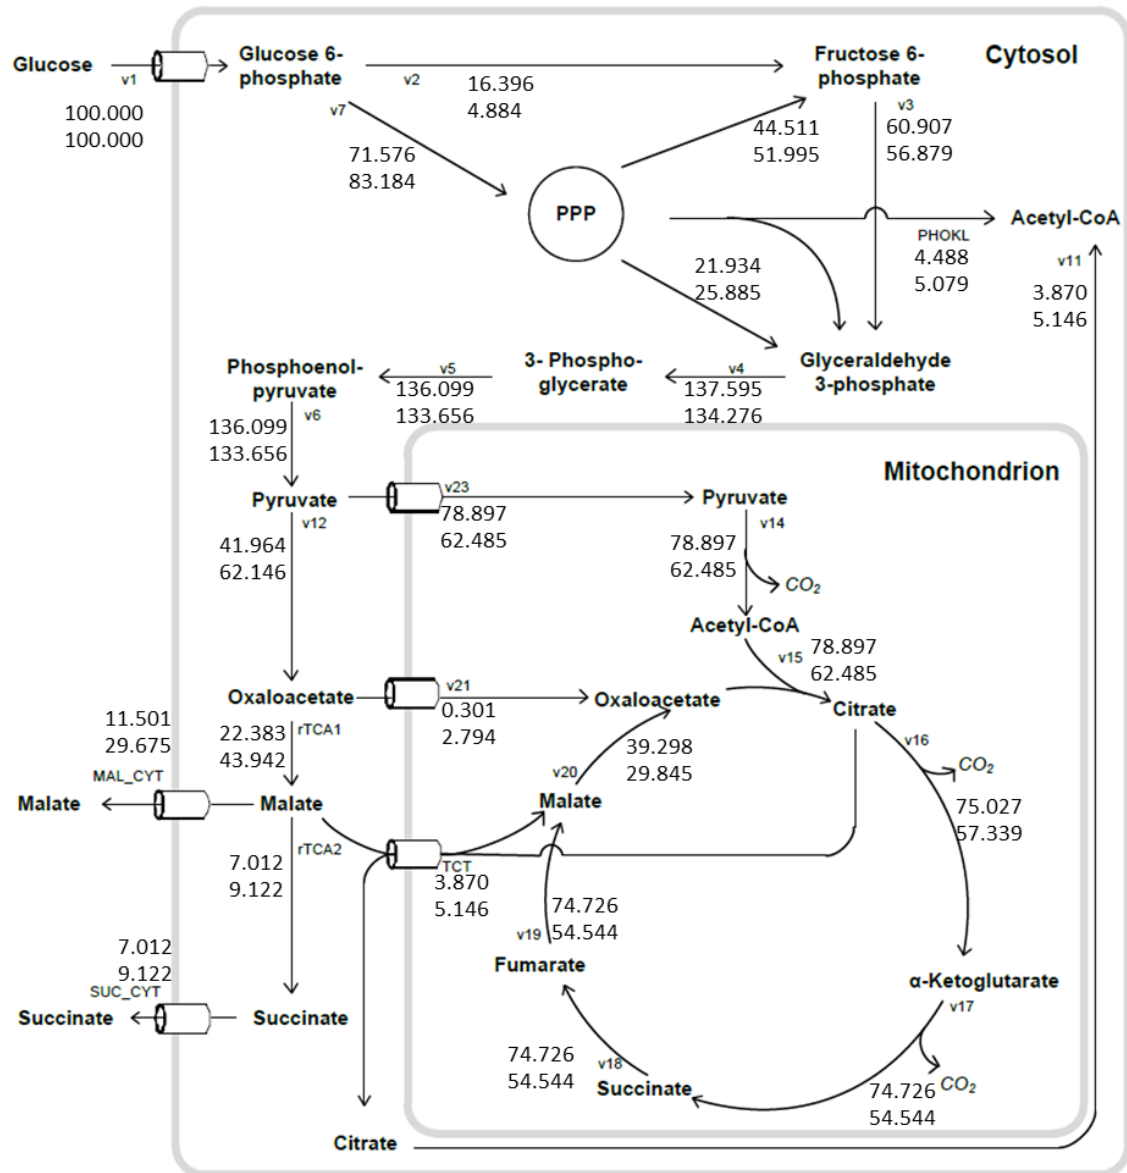 Cytosol
Glucose
v1
100.000
100.000
Glucose 6-
phosphate
v2
16.396
4.884
Fructose 6-
phosphate
v7
71.576
83.184
44.511
51.995
v3
60.907
56.879
PPP
Acetyl-CoA
PHOKL
4.488
5.079
v11
3.870
5.146
21.934
25.885
Phosphoenol-
pyruvate
v5
136.099
133.656
3- Phospho-
glycerate
v4
137.595
134.276
Glyceraldehyde
3-phosphate
v6
136.099
133.656
Mitochondrion
Pyruvate
v12
41.964
62.146
v23
78.897
62.485
Pyruvate
v14
78.897
62.485
CO2
Acetyl-CoA
v15
78.897
62.485
Oxaloacetate
v21
0.301
2.794
Oxaloacetate
Citrate
11.501
29.675
MAL_CYT
rTCA1
22.383
43.942
39.298
29.845
v20
v16
CO2
75.027
57.339
Malate
Malate
Malate
rTCA2
7.012
9.122
TCT
3.870
5.146
74.726
54.544
v19
Fumarate
7.012
9.122
SUC_CYT
Succinate
Succinate
α-Ketoglutarate
v17
74.726
54.544
v18
Succinate
74.726
54.544
CO2
Citrate